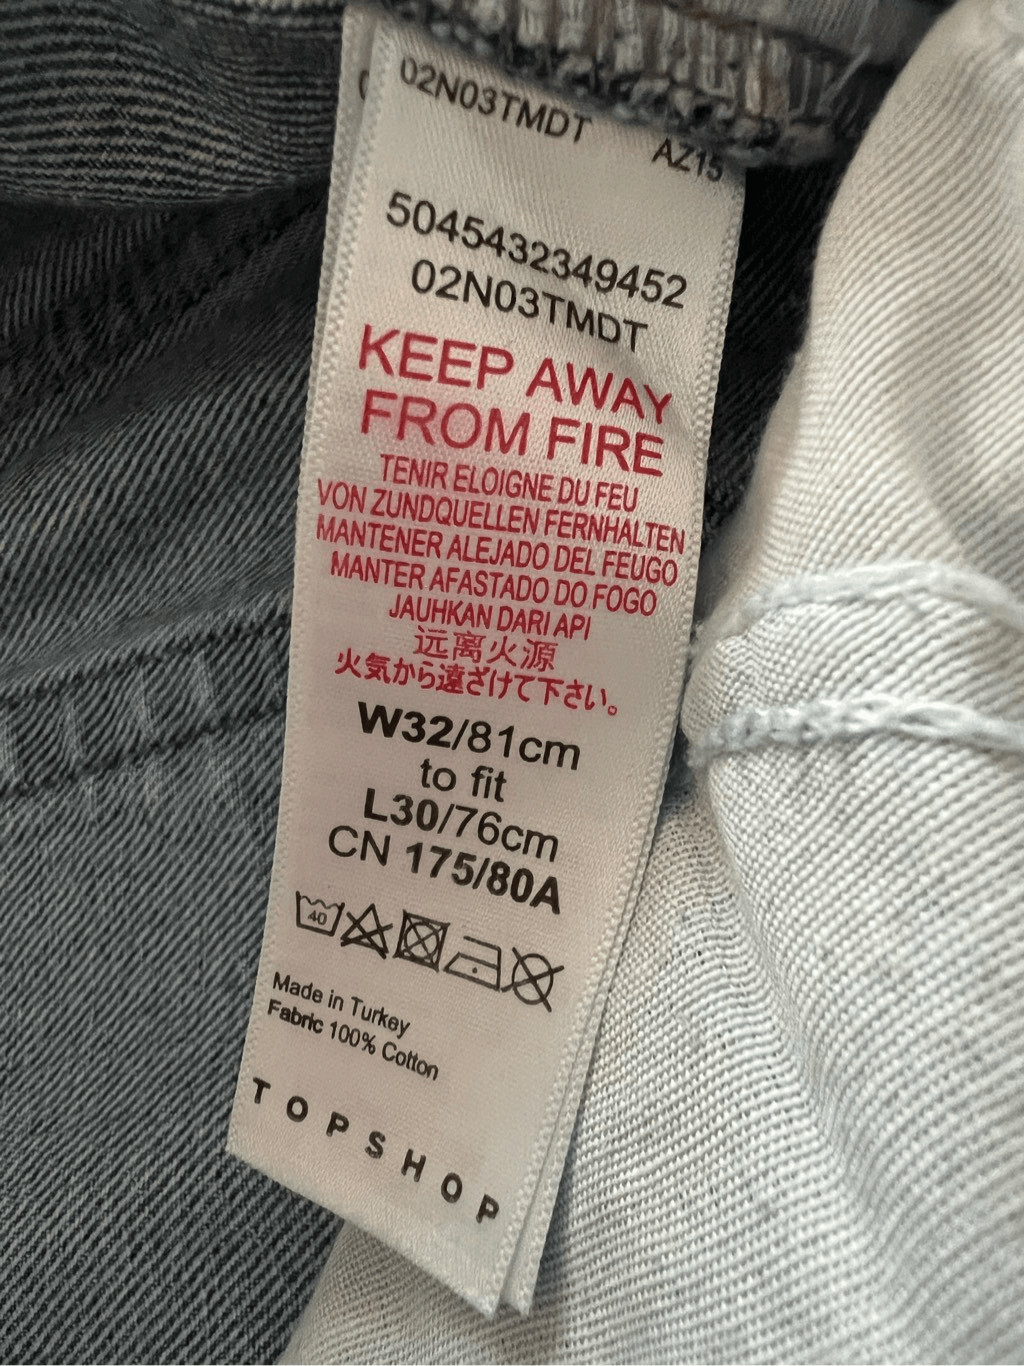 02N03TMDT AZ15
5045432349452
02N03TMDT
KEEP AWAY
FROM FIRE
TENIR ELOIGNE DU FEU
VON ZUNDQUELLEN FERNHALTEN
MANTENER ALEJADO DEL FEUGO
MANTER AFASTADO DO FOGO
JAUHKAN DARI API
远离火源
火気から遠ざけて下さい。
W32/81cm
to fit
L30/76cm
CN 175/80A
40
Made in Turkey
Fabric 100% Cotton
TOPSHOP